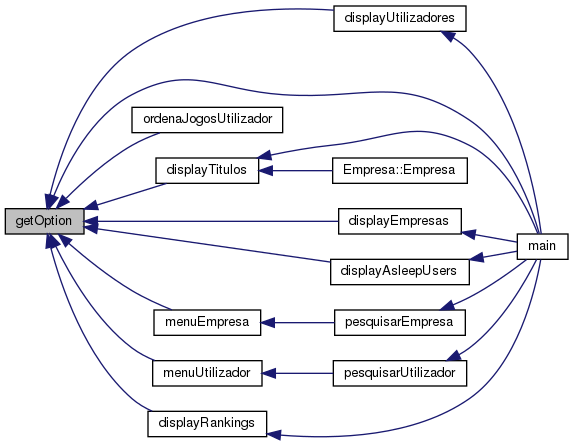 displayUtilizadores
ordenaJogosUtilizador
displayTitulos
Empresa::Empresa
getOption
displayEmpresas
main
displayAsleepUsers
menuEmpresa
pesquisarEmpresa
menuUtilizador
pesquisarUtilizador
displayRankings